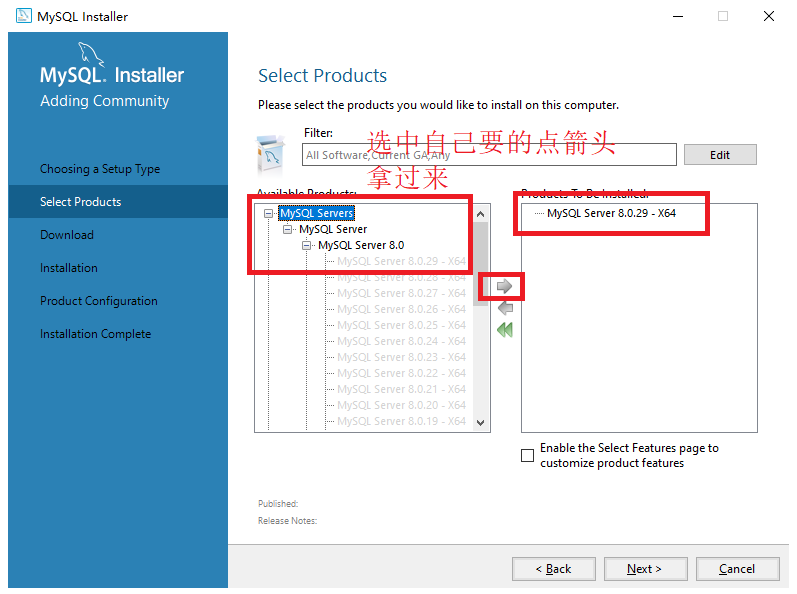 MySQL Installer
MySQL. Installer
Adding Community
Choosing a Setup Type
Select Products
Download
Installation
Product Configuration
Installation Complete
Select Products
Please select the products you would like to install on this computer.
Filter:
选中自己要的点箭头
拿过来
All Software,Current GA,Any
Edit
Available Products:
MySQL Servers
MySQL Server
MySQL Server 8.0
MySQL Server 8.0.29 - X64
MySQL Server 8.0.28 - X64
MySQL Server 8.0.27 - X64
MySQL Server 8.0.26 - X64
MySQL Server 8.0.25 - X64
MySQL Server 8.0.24 - X64
MySQL Server 8.0.23 - X64
MySQL Server 8.0.22 - X64
MySQL Server 8.0.21 - X64
MySQL Server 8.0.20 - X64
MySQL Server 8.0.19 - X64
Products To Be Installed:
MySQL Server 8.0.29 - X64
Enable the Select Features page to
customize product features
Published:
Release Notes:
< Back
Next >
Cancel